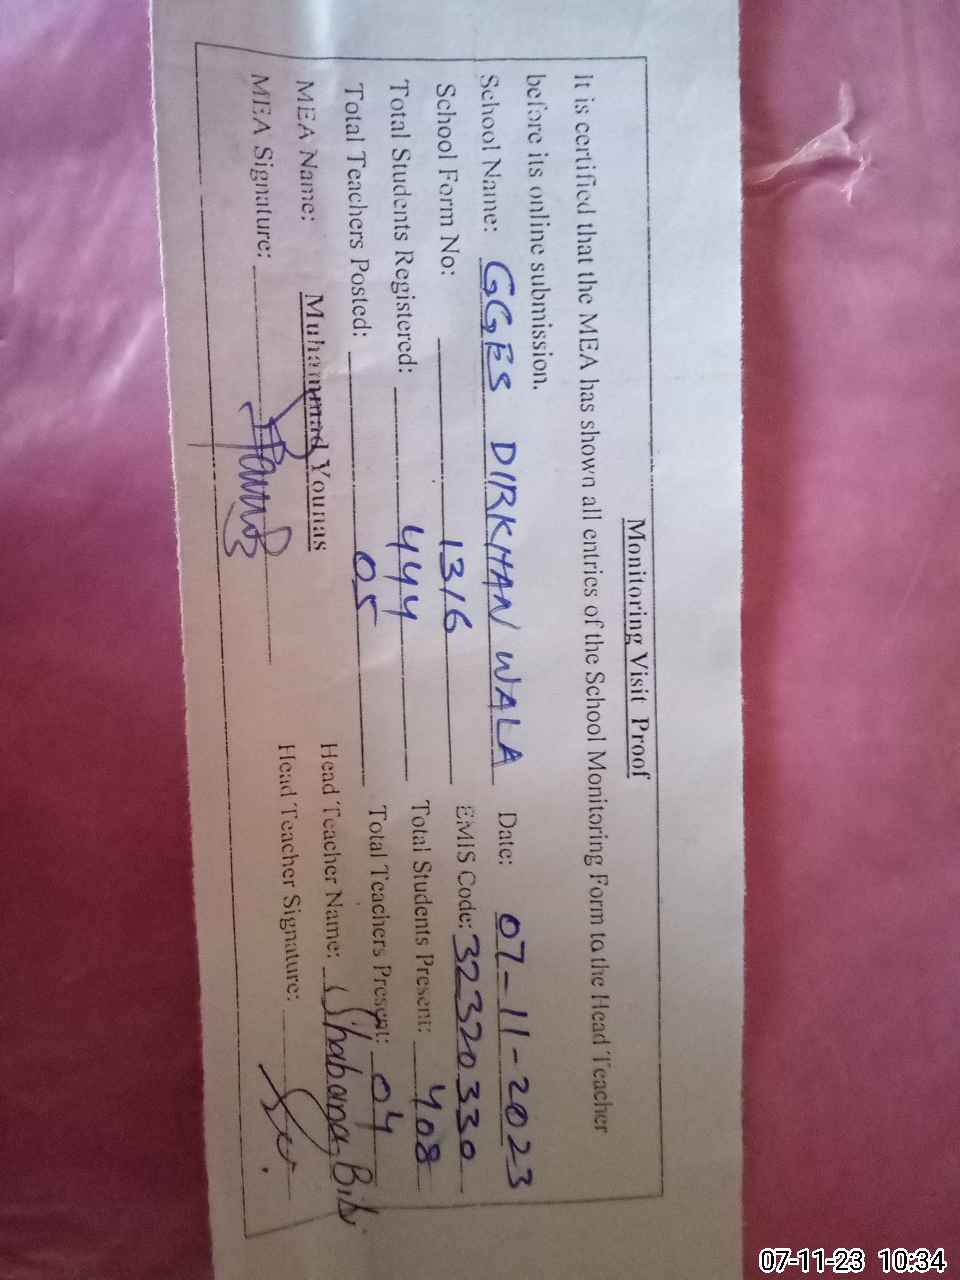 Monitoring Visit Proof
It is certified that the MEA has shown all entries of the School Monitoring Form to the Head Teacher
before its online submission.
School Name: GGES DIRKHAN WALA Date: 07-11-2023
School Form No: 1316 EMIS Code: 32320330
Total Students Registered: 444 Total Students Present: 408
Total Teachers Posted: 05 Total Teachers Present: 04
MEA Name: Muhammad Younas Head Teacher Name: Shabana Bibi
MEA Signature: Head Teacher Signature:
07-11-23 10:34